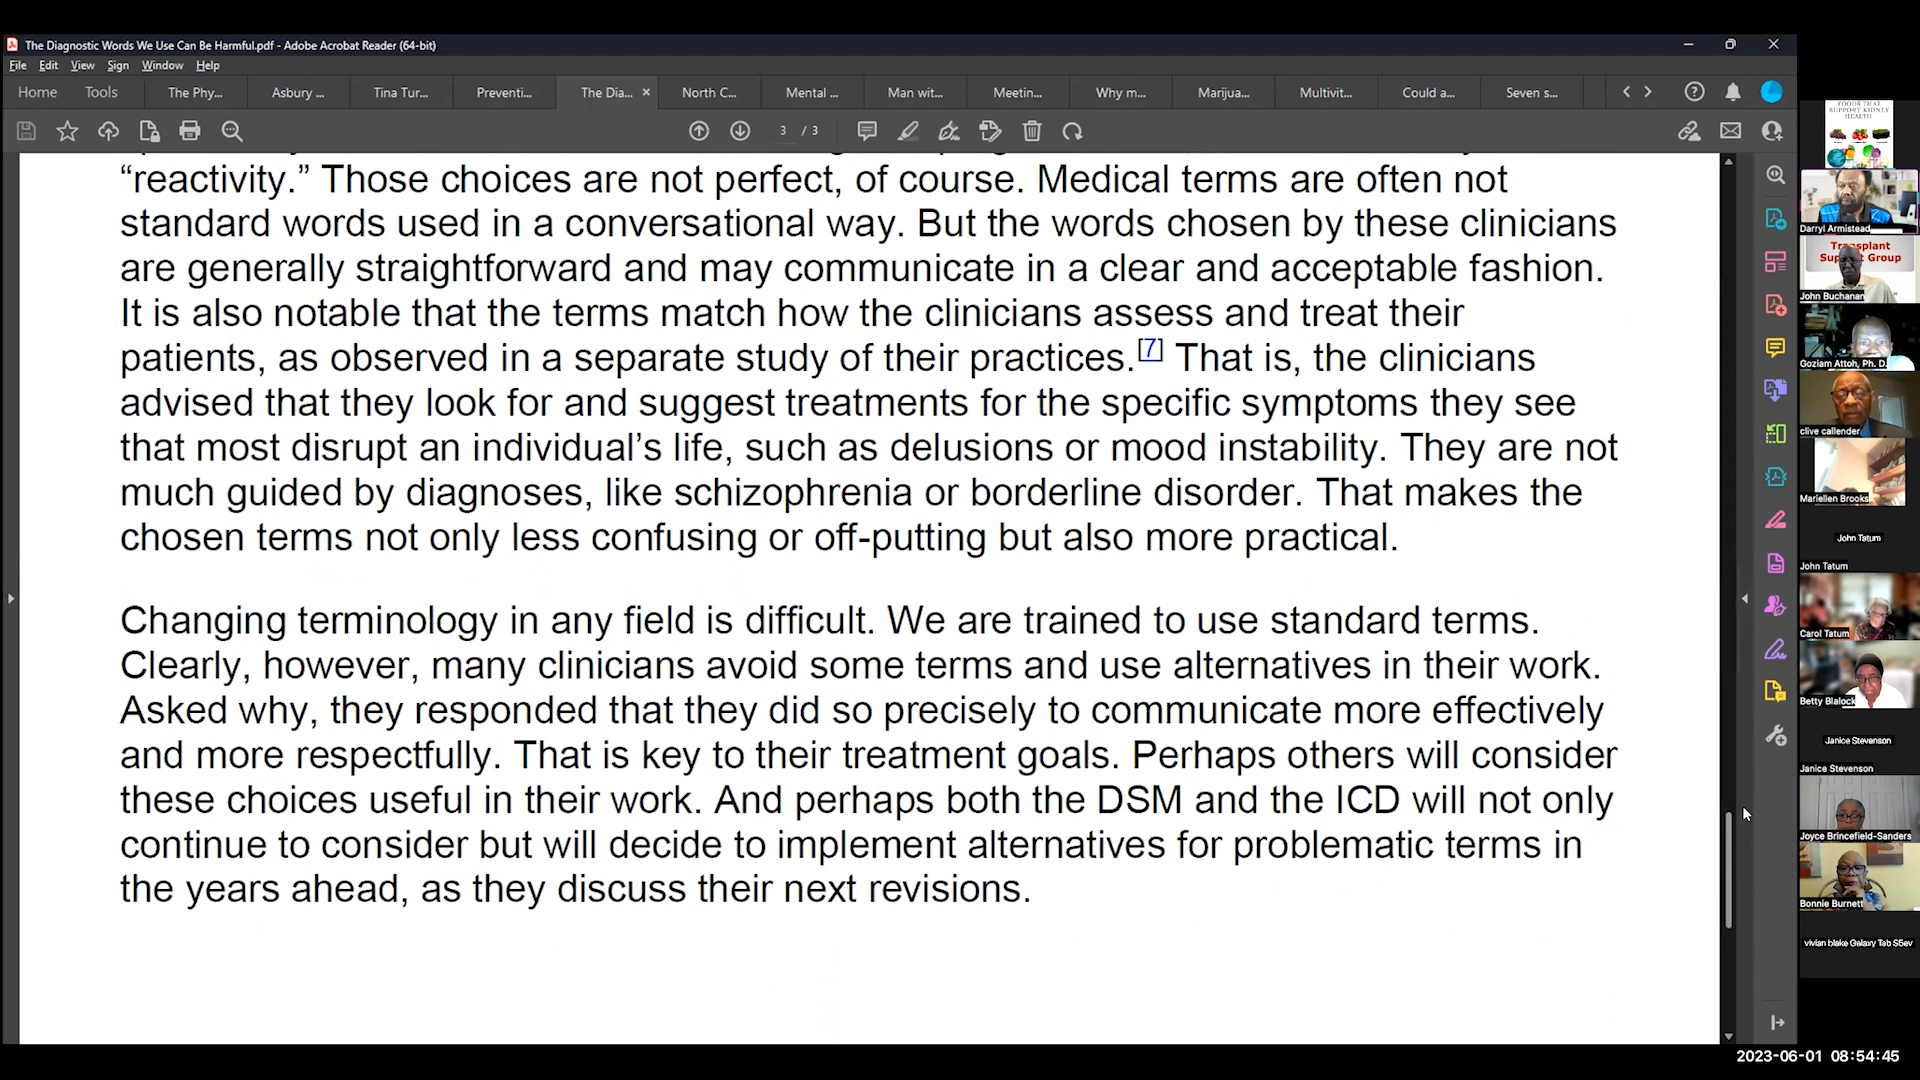 The Diagnostic Words We Use Can Be Harmful.pdf - Adobe Acrobat Reader (64-bit)
File Edit View Sign Window Help
Home Tools The Phy... Asbury ... Tina Tur... Preventi... The Dia... × North C... Mental ... Man wit... Meetin... Why m... Marijua... Multivit... Could a... Seven s...
3 / 3
“reactivity.” Those choices are not perfect, of course. Medical terms are often not
standard words used in a conversational way. But the words chosen by these clinicians
are generally straightforward and may communicate in a clear and acceptable fashion.
It is also notable that the terms match how the clinicians assess and treat their
patients, as observed in a separate study of their practices.[7] That is, the clinicians
advised that they look for and suggest treatments for the specific symptoms they see
that most disrupt an individual’s life, such as delusions or mood instability. They are not
much guided by diagnoses, like schizophrenia or borderline disorder. That makes the
chosen terms not only less confusing or off-putting but also more practical.
Changing terminology in any field is difficult. We are trained to use standard terms.
Clearly, however, many clinicians avoid some terms and use alternatives in their work.
Asked why, they responded that they did so precisely to communicate more effectively
and more respectfully. That is key to their treatment goals. Perhaps others will consider
these choices useful in their work. And perhaps both the DSM and the ICD will not only
continue to consider but will decide to implement alternatives for problematic terms in
the years ahead, as they discuss their next revisions.
FOODS THAT
SUPPORT KIDNEY
HEALTH
Darryl Armistead
Transplant
Support Group
John Buchanan
Goziam Attoh, Ph. D.
clive callender
Mariellen Brooks
John Tatum
John Tatum
Carol Tatum
Betty Blalock
Janice Stevenson
Janice Stevenson
Joyce Brincefield-Sanders
Bonnie Burnett
vivian blake Galaxy Tab S5ev
2023-06-01 08:54:45